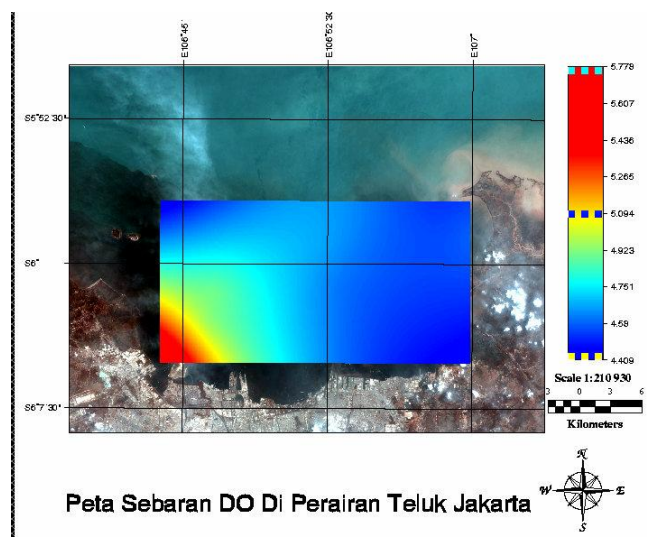 E106°45'
E106°52'30"
E107°
S5°52'30"
S6°
S6°7'30"
5.778
5.607
5.436
5.265
5.094
4.923
4.751
4.58
4.409
Scale 1:210 930
3 0 3 6
Kilometers
N
W E
S
Peta Sebaran DO Di Perairan Teluk Jakarta